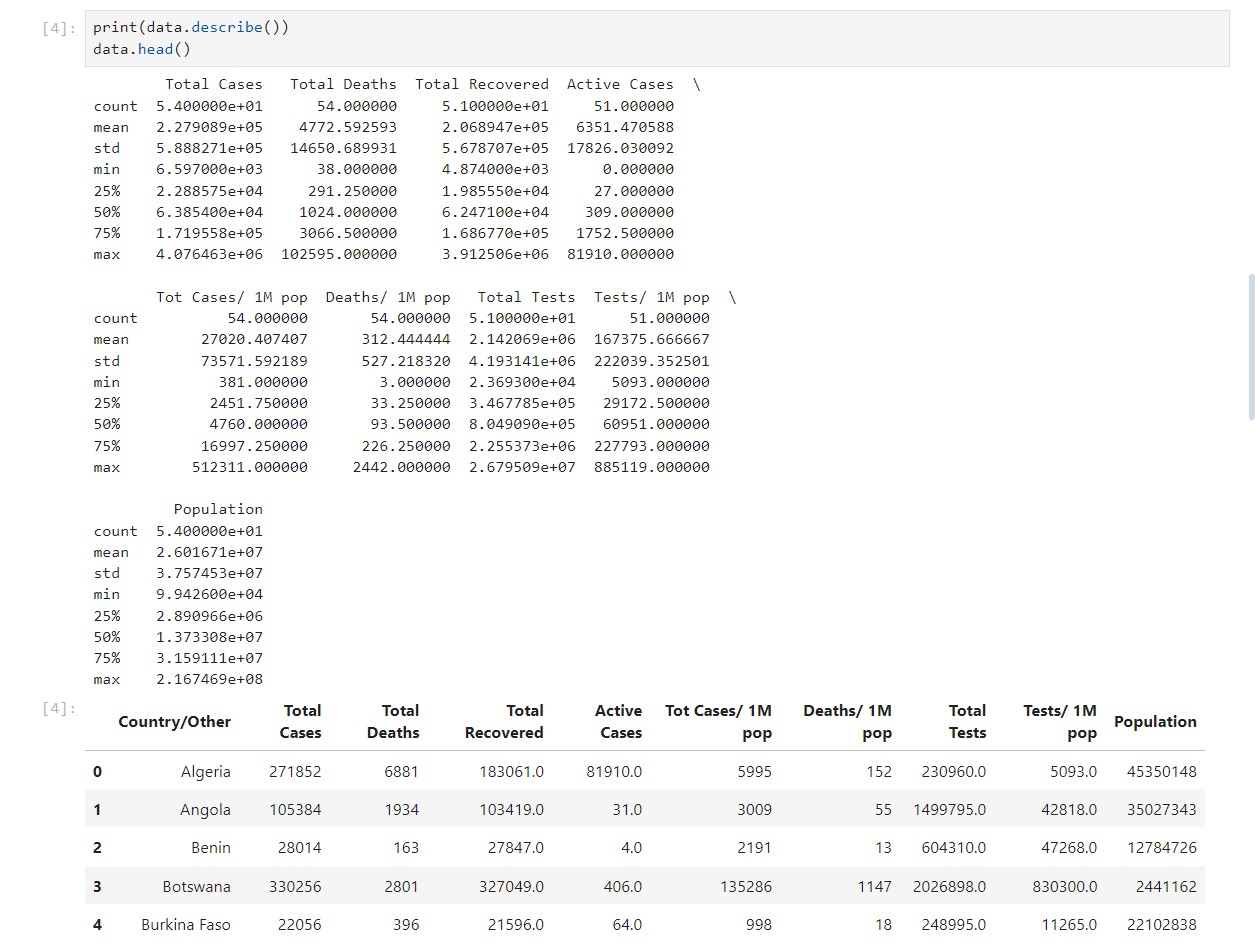 [4]: print(data.describe())
data.head()
Total Cases Total Deaths Total Recovered Active Cases \
count 5.400000e+01 54.000000 5.100000e+01 51.000000
mean 2.279089e+05 4772.592593 2.068947e+05 6351.470588
std 5.888271e+05 14650.689931 5.678707e+05 17826.030092
min 6.597000e+03 38.000000 4.874000e+03 0.000000
25% 2.288575e+04 291.250000 1.985550e+04 27.000000
50% 6.385400e+04 1024.000000 6.247100e+04 309.000000
75% 1.719558e+05 3066.500000 1.686770e+05 1752.500000
max 4.076463e+06 102595.000000 3.912506e+06 81910.000000
Tot Cases/ 1M pop Deaths/ 1M pop Total Tests Tests/ 1M pop \
count 54.000000 54.000000 5.100000e+01 51.000000
mean 27020.407407 312.444444 2.142069e+06 167375.666667
std 73571.592189 527.218320 4.193141e+06 222039.352501
min 381.000000 3.000000 2.369300e+04 5093.000000
25% 2451.750000 33.250000 3.467785e+05 29172.500000
50% 4760.000000 93.500000 8.049090e+05 60951.000000
75% 16997.250000 226.250000 2.255373e+06 227793.000000
max 512311.000000 2442.000000 2.679509e+07 885119.000000
Population
count 5.400000e+01
mean 2.601671e+07
std 3.757453e+07
min 9.942600e+04
25% 2.890966e+06
50% 1.373308e+07
75% 3.159111e+07
max 2.167469e+08
[4]:
Country/Other Total Cases Total Deaths Total Recovered Active Cases Tot Cases/ 1M pop Deaths/ 1M pop Total Tests Tests/ 1M pop Population
0 Algeria 271852 6881 183061.0 81910.0 5995 152 230960.0 5093.0 45350148
1 Angola 105384 1934 103419.0 31.0 3009 55 1499795.0 42818.0 35027343
2 Benin 28014 163 27847.0 4.0 2191 13 604310.0 47268.0 12784726
3 Botswana 330256 2801 327049.0 406.0 135286 1147 2026898.0 830300.0 2441162
4 Burkina Faso 22056 396 21596.0 64.0 998 18 248995.0 11265.0 22102838